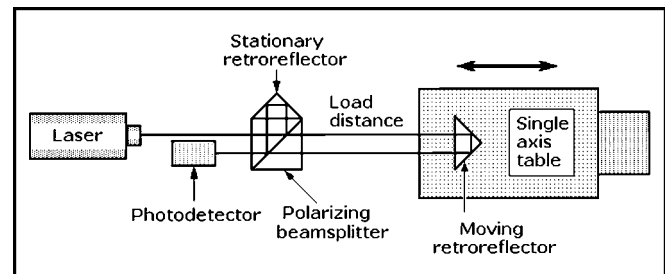 Stationary
retroreflector
Load
distance
Laser
Single
axis
table
Photodetector
Polarizing
beamsplitter
Moving
retroreflector